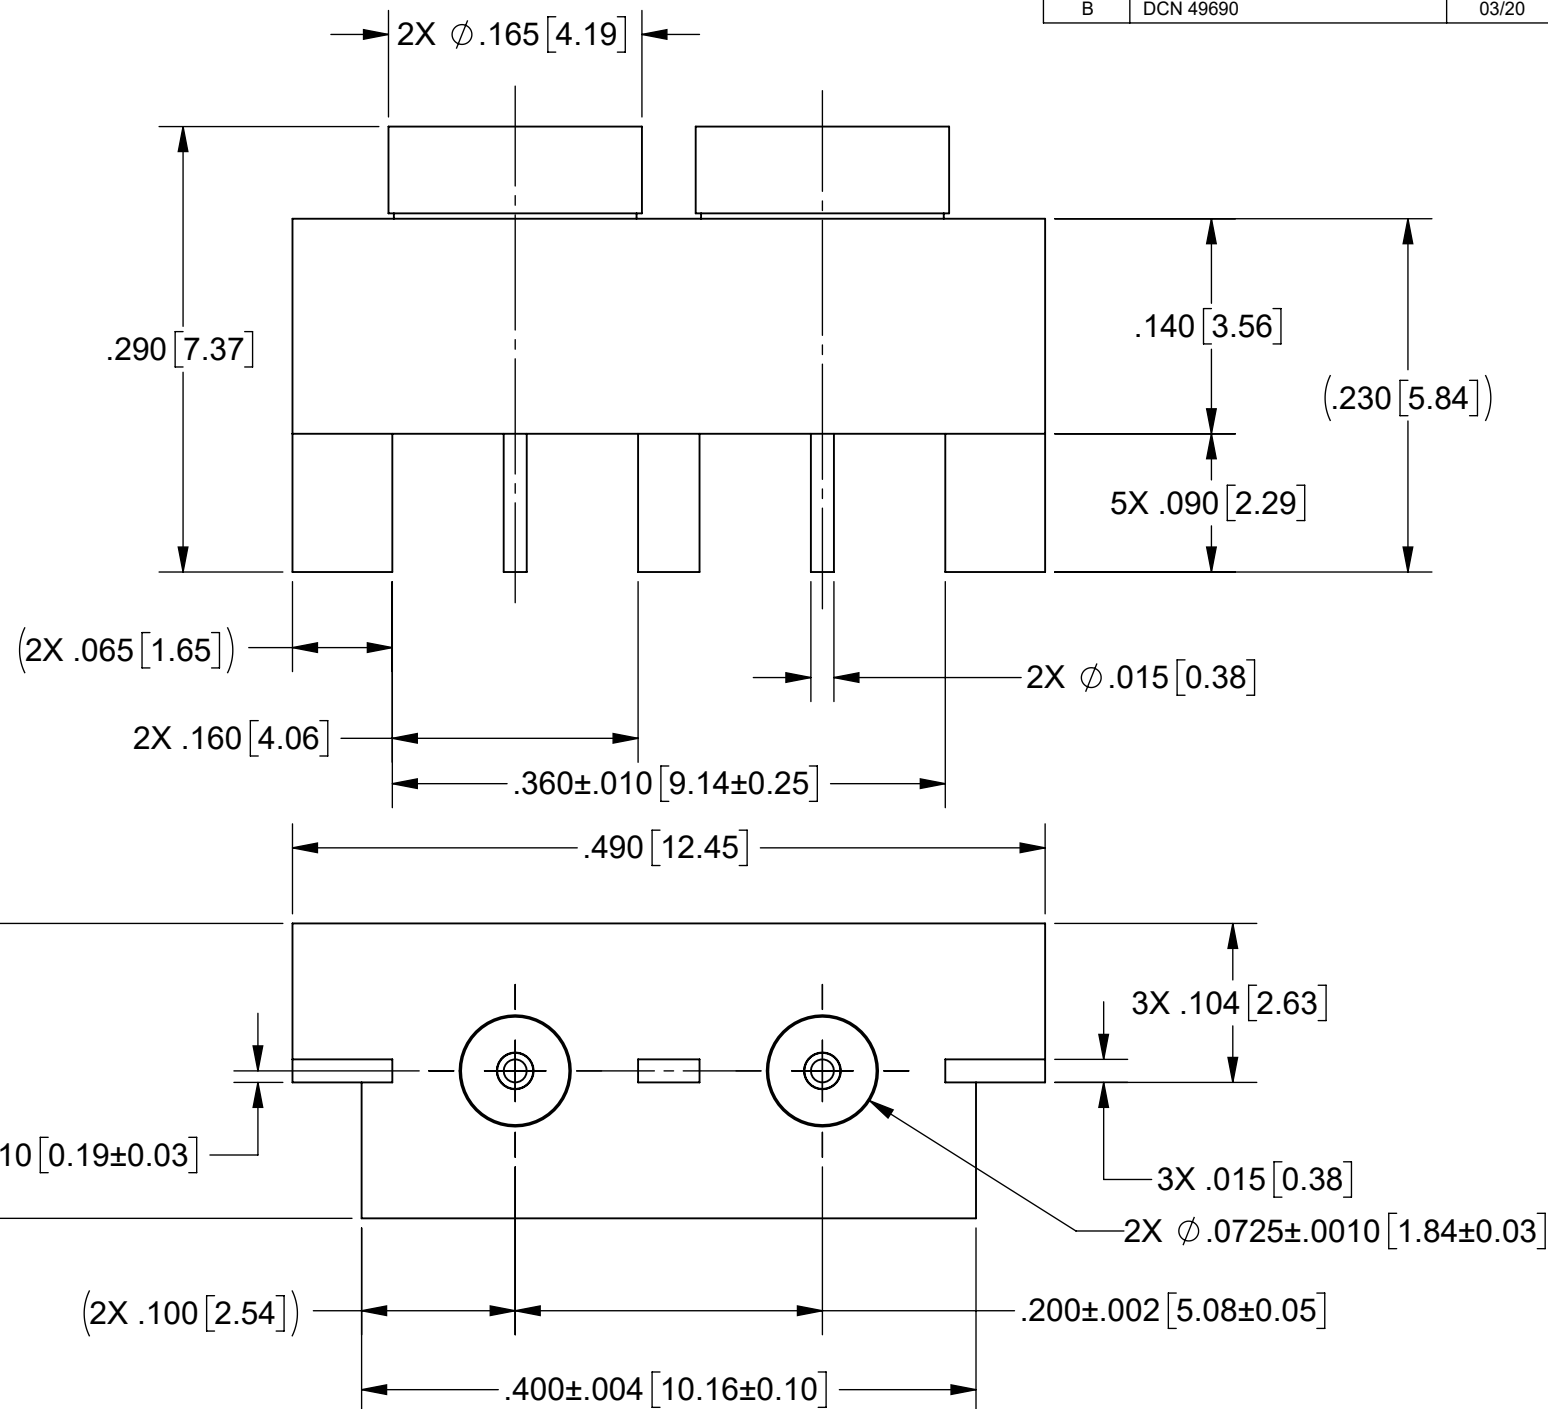 B DCN 49690 03/20
2X ∅.165[4.19]
.290[7.37]
.140[3.56]
(.230[5.84])
5X .090[2.29]
(2X .065[1.65])
2X ∅.015[0.38]
2X .160[4.06]
.360±.010[9.14±0.25]
.490[12.45]
3X .104[2.63]
10[0.19±0.03]
3X .015[0.38]
2X ∅.0725±.0010[1.84±0.03]
(2X .100[2.54])
.200±.002[5.08±0.05]
.400±.004[10.16±0.10]